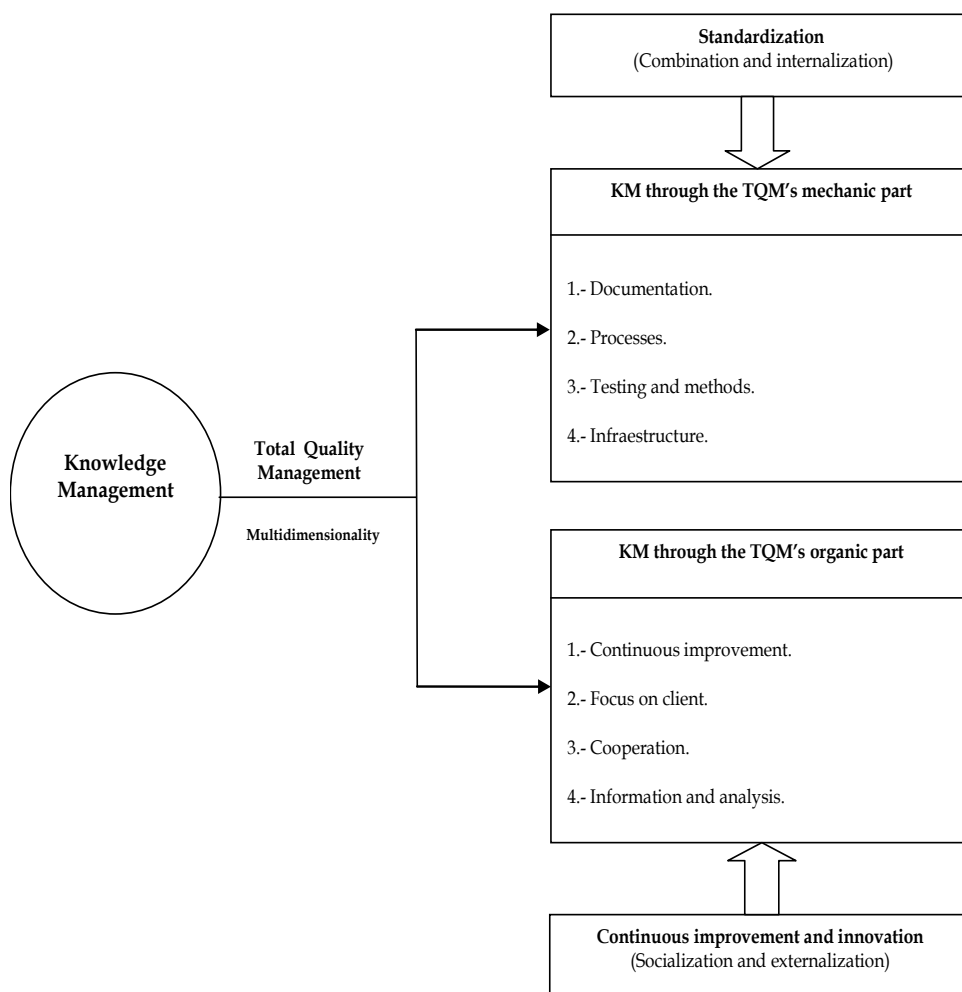 Standardization
(Combination and internalization)
KM through the TQM's mechanic part
1.- Documentation.
2.- Processes.
3.- Testing and methods.
4.- Infraestructure.
Knowledge
Management
Total Quality
Management
Multidimensionality
KM through the TQM's organic part
1.- Continuous improvement.
2.- Focus on client.
3.- Cooperation.
4.- Information and analysis.
Continuous improvement and innovation
(Socialization and externalization)